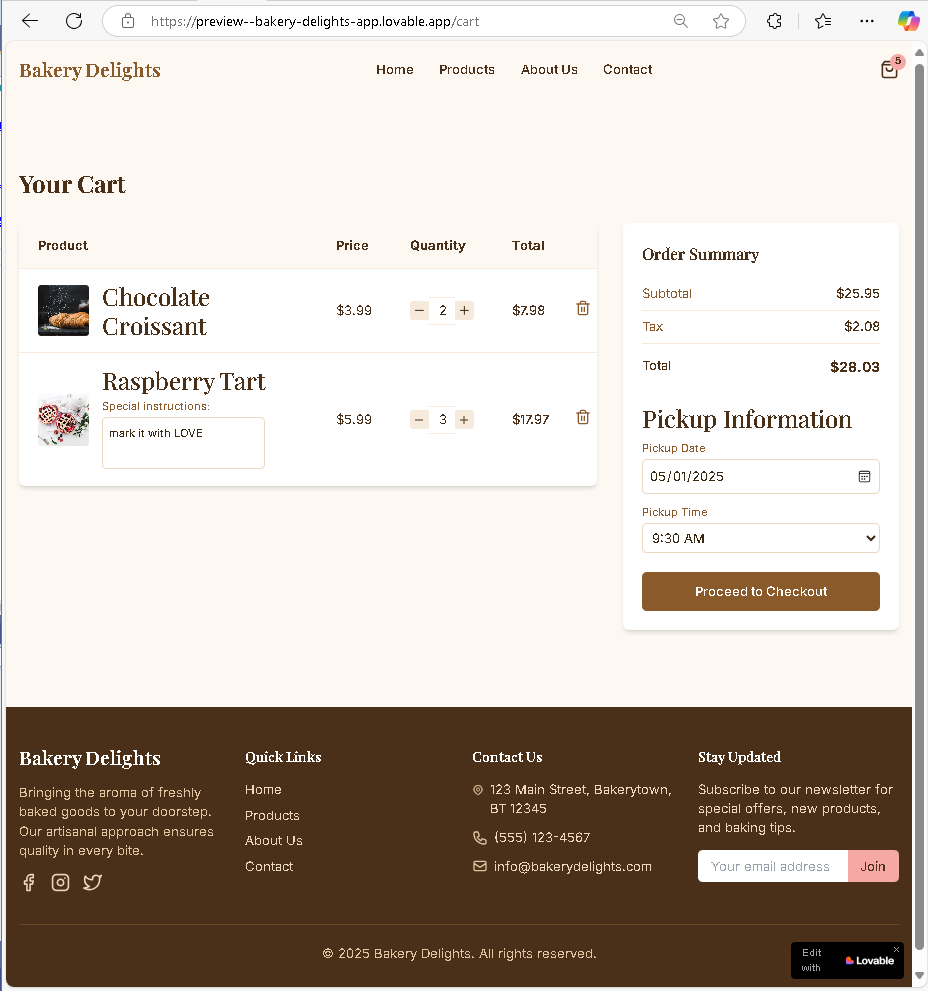 https://preview--bakery-delights-app.lovable.app/cart
Bakery Delights
Home
Products
About Us
Contact
5
Your Cart
Product
Price
Quantity
Total
Chocolate
Croissant
$3.99
− 2 +
$7.98
Raspberry Tart
Special instructions:
mark it with LOVE
$5.99
− 3 +
$17.97
Order Summary
Subtotal $25.95
Tax $2.08
Total $28.03
Pickup Information
Pickup Date
05/01/2025
Pickup Time
9:30 AM
Proceed to Checkout
Bakery Delights
Bringing the aroma of freshly
baked goods to your doorstep.
Our artisanal approach ensures
quality in every bite.
Quick Links
Home
Products
About Us
Contact
Contact Us
123 Main Street, Bakerytown,
BT 12345
(555) 123-4567
info@bakerydelights.com
Stay Updated
Subscribe to our newsletter for
special offers, new products,
and baking tips.
Your email address
Join
© 2025 Bakery Delights. All rights reserved.
Edit
with
Lovable